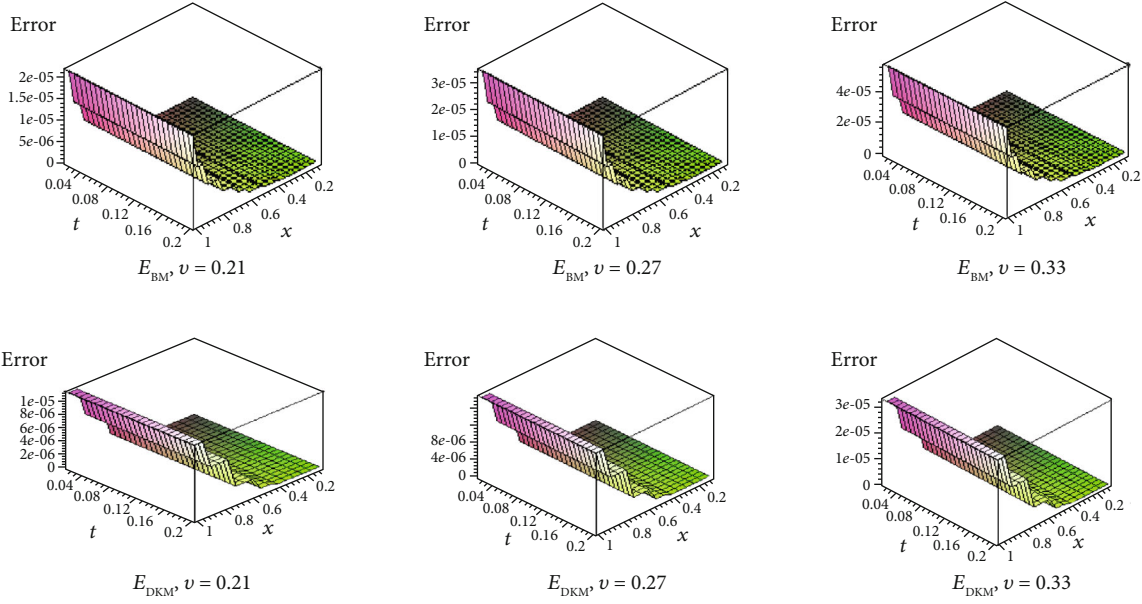 Error
2e-05
1.5e-05
1e-05
5e-06
0
0.04
0.08
0.12
0.16
0.2
t
1
0.8
0.6
0.4
0.2
x
E_BM, υ = 0.21
Error
3e-05
2e-05
1e-05
0
0.04
0.08
0.12
0.16
0.2
t
1
0.8
0.6
0.4
0.2
x
E_BM, υ = 0.27
Error
4e-05
2e-05
0
0.04
0.08
0.12
0.16
0.2
t
1
0.8
0.6
0.4
0.2
x
E_BM, υ = 0.33
Error
1e-05
8e-06
6e-06
4e-06
2e-06
0
0.04
0.08
0.12
0.16
0.2
t
1
0.8
0.6
0.4
0.2
x
E_DKM, υ = 0.21
Error
8e-06
4e-06
0
0.04
0.08
0.12
0.16
0.2
t
1
0.8
0.6
0.4
0.2
x
E_DKM, υ = 0.27
Error
3e-05
2e-05
1e-05
0
0.04
0.08
0.12
0.16
0.2
t
1
0.8
0.6
0.4
0.2
x
E_DKM, υ = 0.33